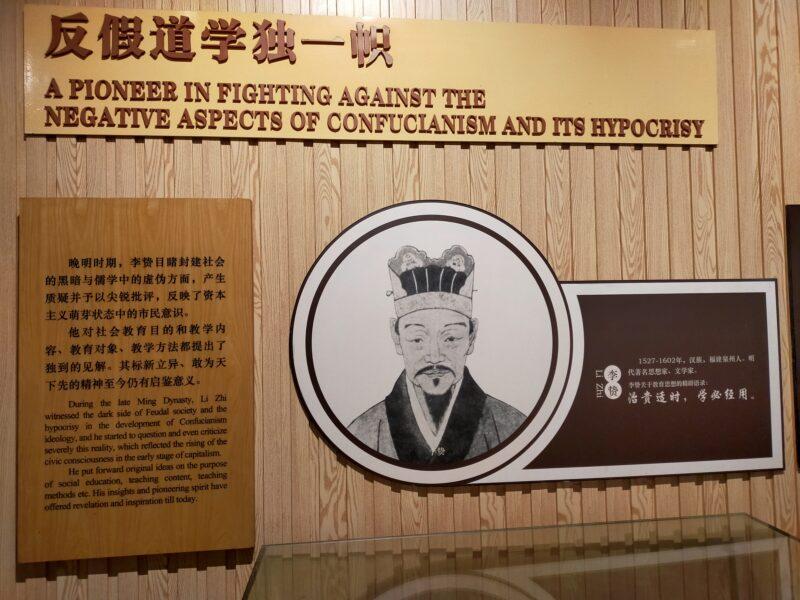 反假道学独一帜
A PIONEER IN FIGHTING AGAINST THE
NEGATIVE ASPECTS OF CONFUCIANISM AND ITS HYPOCRISY
晚明时期，李贽目睹封建社会
的黑暗与儒学中的虚伪方面，产生
质疑并予以尖锐批评，反映了资本
主义萌芽状态中的市民意识。
他对社会教育目的和教学内
容、教育对象、教学方法都提出了
独到的见解。其标新立异、敢为天
下先的精神至今仍有启鉴意义。
During the late Ming Dynasty, Li Zhi
witnessed the dark side of Feudal society and the
hypocrisy in the development of Confucianism
ideology, and he started to question and even criticize
severely this reality, which reflected the rising of the
civic consciousness in the early stage of capitalism.
He put forward original ideas on the purpose
of social education, teaching content, teaching
methods etc. His insights and pioneering spirit have
offered revelation and inspiration till today.
李贽
李贽
Li Zhi
1527-1602年，汉族，福建泉州人。明
代著名思想家、文学家。
李贽关于教育思想的精辟语录：
治贵适时，学必经用。